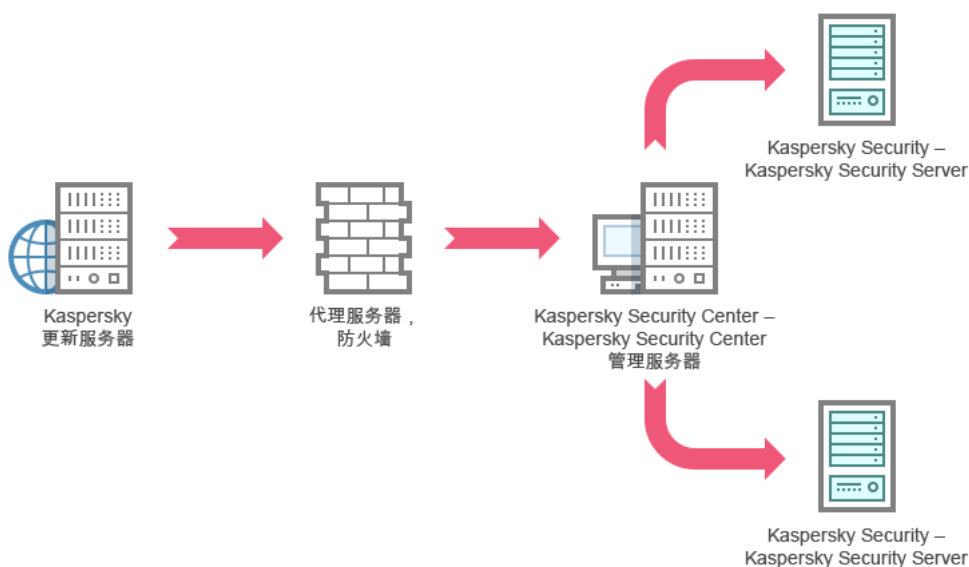 Kaspersky Security –
Kaspersky Security Server
Kaspersky
更新服务器
代理服务器，
防火墙
Kaspersky Security Center –
Kaspersky Security Center
管理服务器
Kaspersky Security –
Kaspersky Security Server